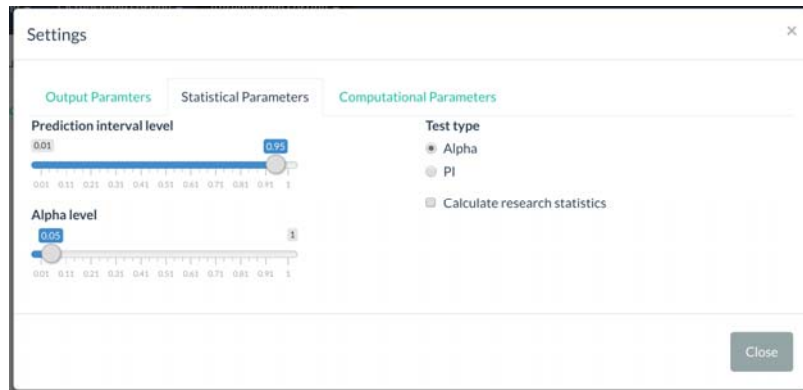 Settings
×
Output Paramters Statistical Parameters Computational Parameters
Prediction interval level
0.01 0.95
0.01 0.11 0.21 0.31 0.41 0.51 0.61 0.71 0.81 0.91 1
Alpha level
0.05 1
0.01 0.11 0.21 0.31 0.41 0.51 0.61 0.71 0.81 0.91 1
Test type
Alpha
PI
Calculate research statistics
Close